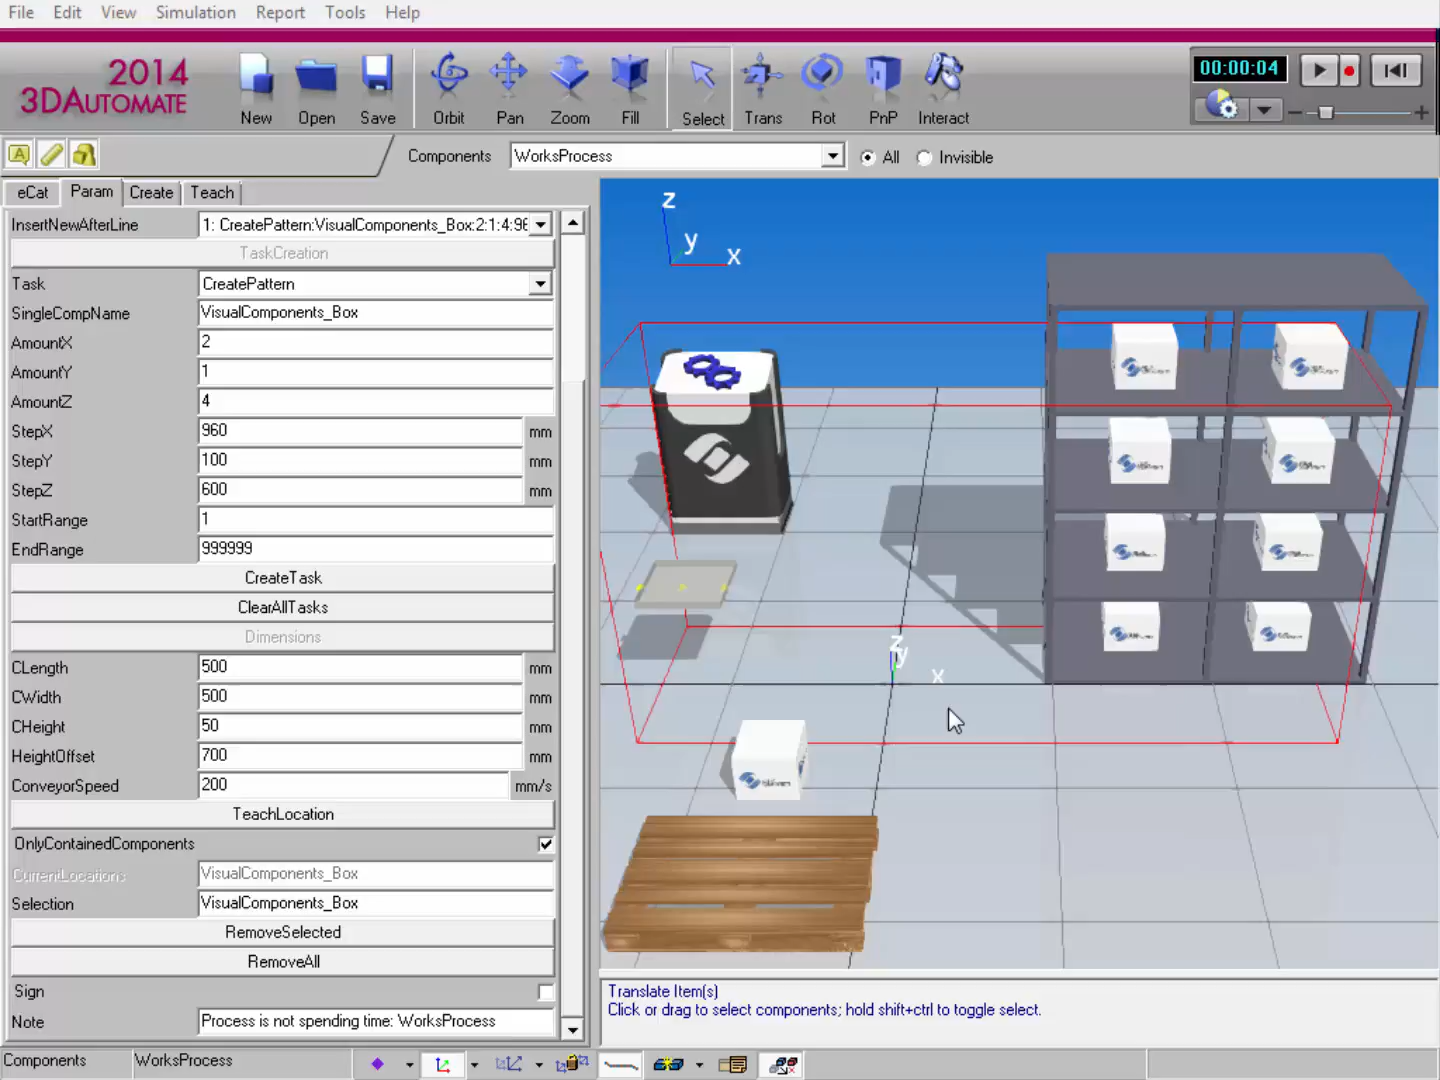 File Edit View Simulation Report Tools Help
2014
3DAUTOMATE
New Open Save Orbit Pan Zoom Fill Select Trans Rot PnP Interact
00:00:04
Components WorksProcess All Invisible
eCat Param Create Teach
InsertNewAfterLine 1: CreatePattern:VisualComponents_Box:2:1:4:96
TaskCreation
Task CreatePattern
SingleCompName VisualComponents_Box
AmountX 2
AmountY 1
AmountZ 4
StepX 960 mm
StepY 100 mm
StepZ 600 mm
StartRange 1
EndRange 999999
CreateTask
ClearAllTasks
Dimensions
CLength 500 mm
CWidth 500 mm
CHeight 50 mm
HeightOffset 700 mm
ConveyorSpeed 200 mm/s
TeachLocation
OnlyContainedComponents
CurrentLocations VisualComponents_Box
Selection VisualComponents_Box
RemoveSelected
RemoveAll
Sign
Note Process is not spending time: WorksProcess
z
y
x
z
y
x
Translate Item(s)
Click or drag to select components; hold shift+ctrl to toggle select.
Components WorksProcess